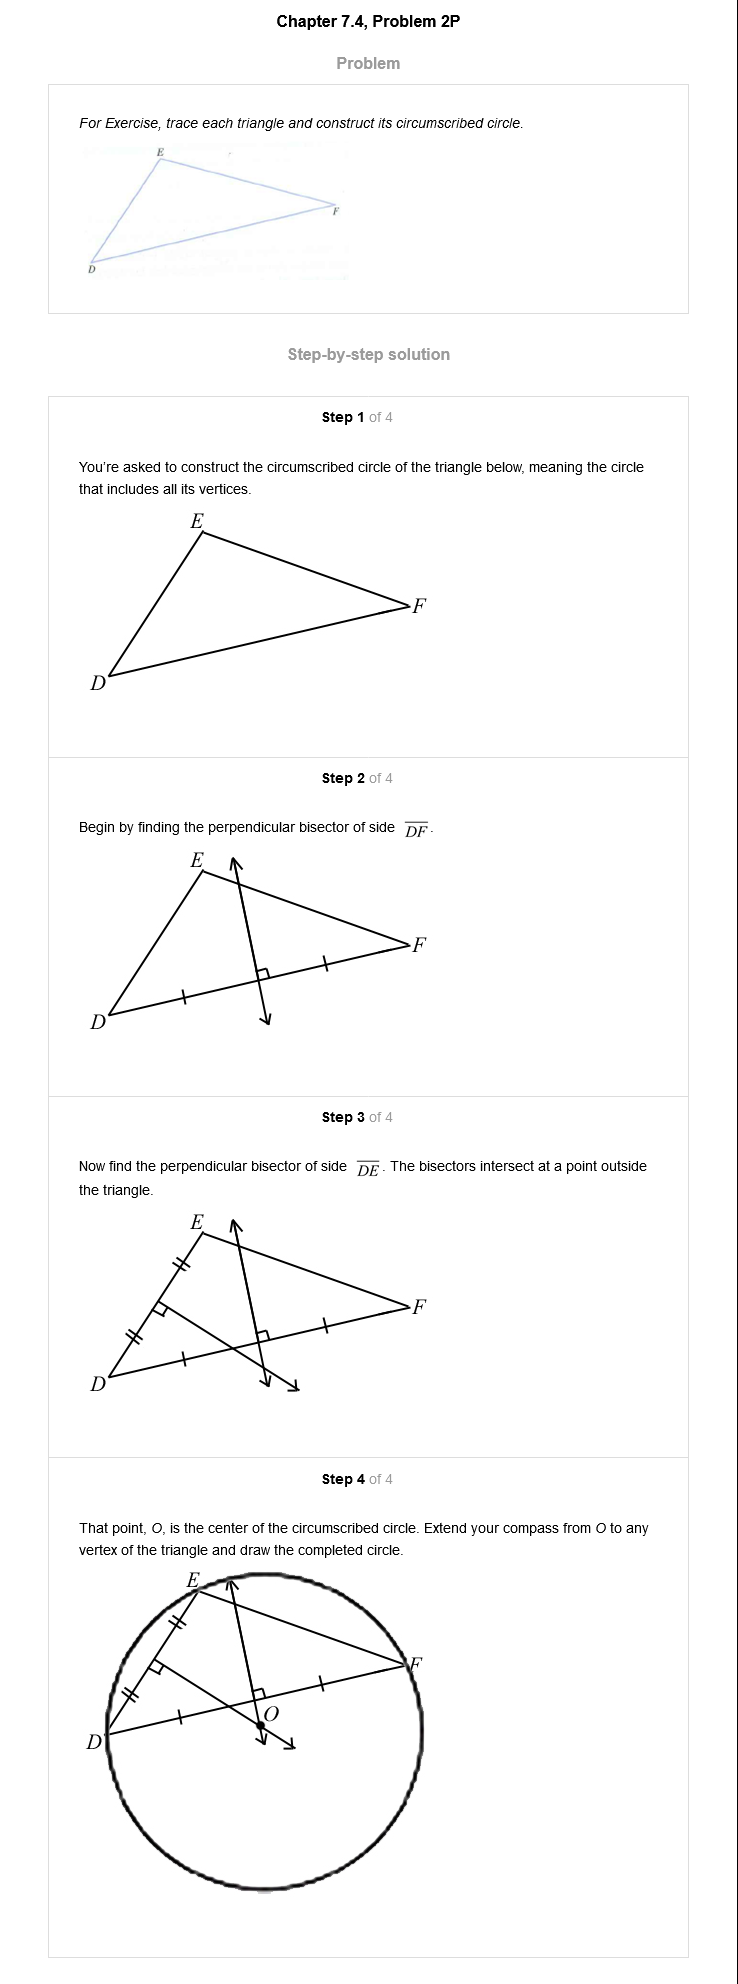 Chapter 7.4, Problem 2P
Problem
For Exercise, trace each triangle and construct its circumscribed circle.
E
F
D
Step-by-step solution
Step 1 of 4
You're asked to construct the circumscribed circle of the triangle below, meaning the circle
that includes all its vertices.
E
F
D
Step 2 of 4
Begin by finding the perpendicular bisector of side DF.
E
F
D
Step 3 of 4
Now find the perpendicular bisector of side DE. The bisectors intersect at a point outside
the triangle.
E
F
D
Step 4 of 4
That point, O, is the center of the circumscribed circle. Extend your compass from O to any
vertex of the triangle and draw the completed circle.
E
F
O
D